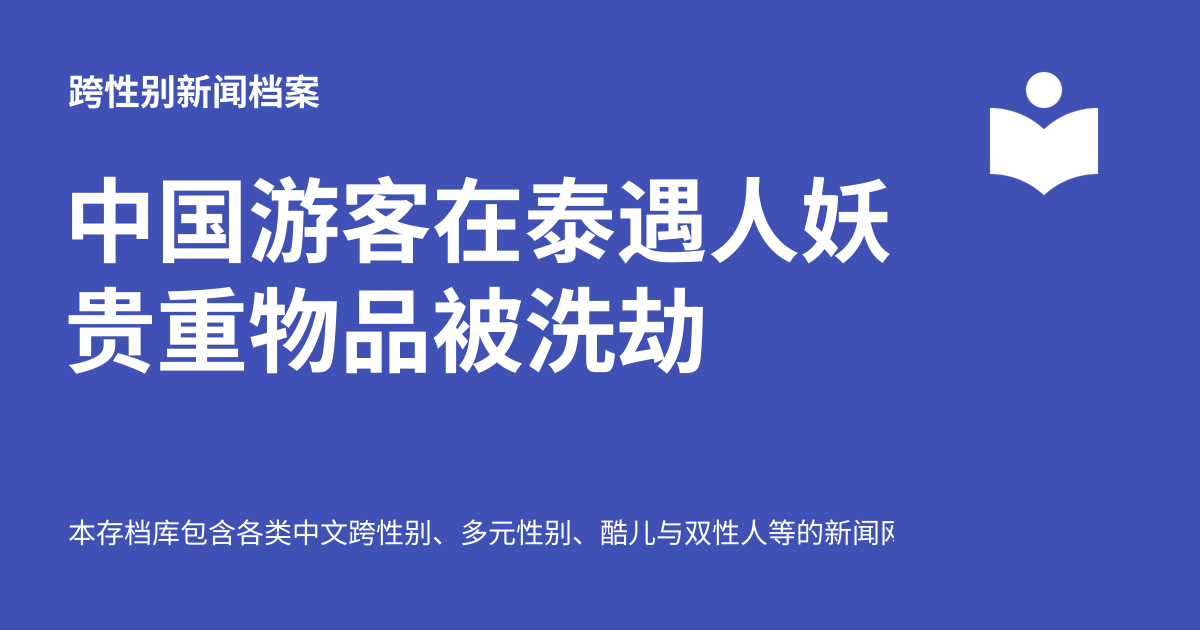 跨性别新闻档案
中国游客在泰遇人妖
贵重物品被洗劫
本存档库包含各类中文跨性别、多元性别、酷儿与双性人等的新闻